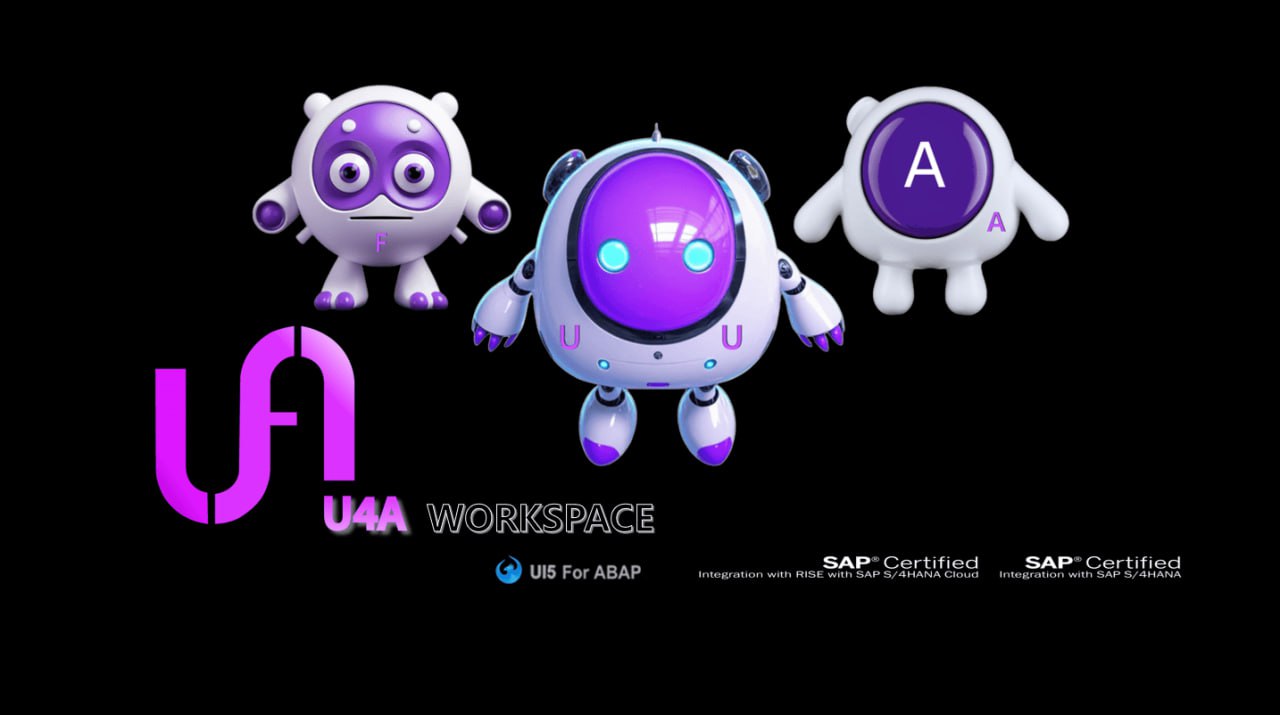 A
A
F
U U
U4A WORKSPACE
UI5 For ABAP
SAP® Certified
Integration with RISE with SAP S/4HANA Cloud
SAP® Certified
Integration with SAP S/4HANA